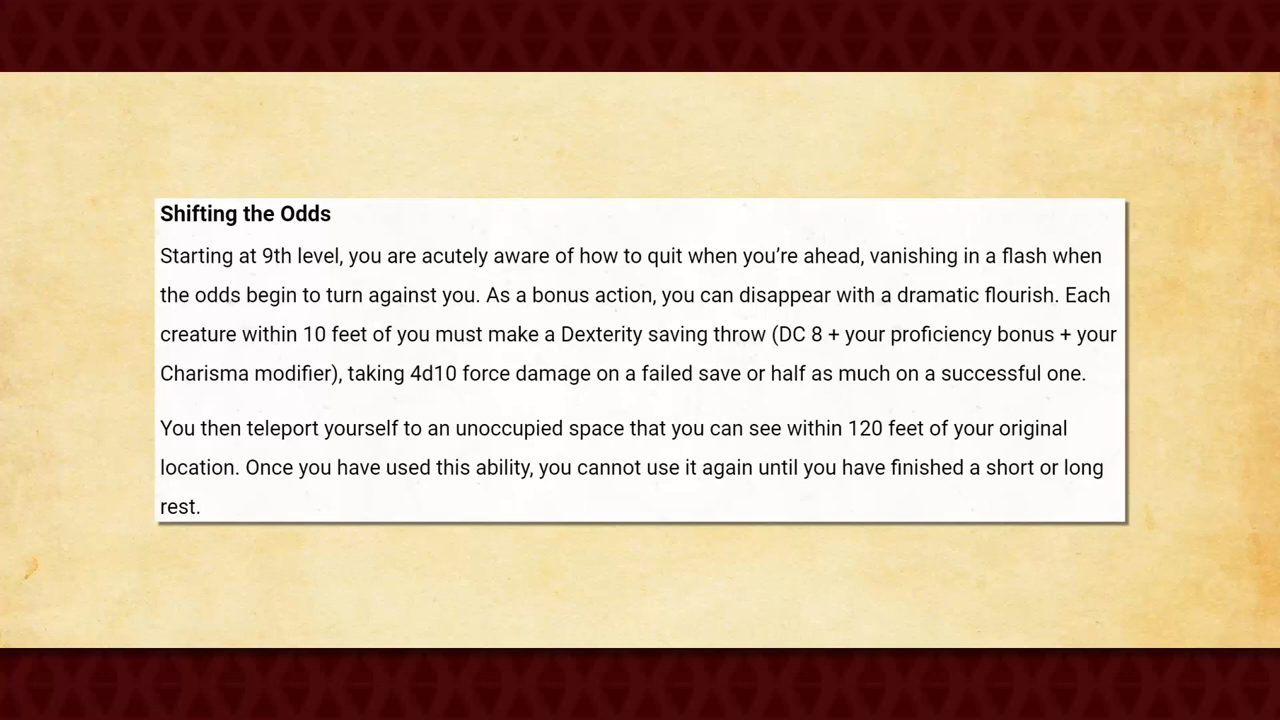 Shifting the Odds
Starting at 9th level, you are acutely aware of how to quit when you’re ahead, vanishing in a flash when
the odds begin to turn against you. As a bonus action, you can disappear with a dramatic flourish. Each
creature within 10 feet of you must make a Dexterity saving throw (DC 8 + your proficiency bonus + your
Charisma modifier), taking 4d10 force damage on a failed save or half as much on a successful one.
You then teleport yourself to an unoccupied space that you can see within 120 feet of your original
location. Once you have used this ability, you cannot use it again until you have finished a short or long
rest.